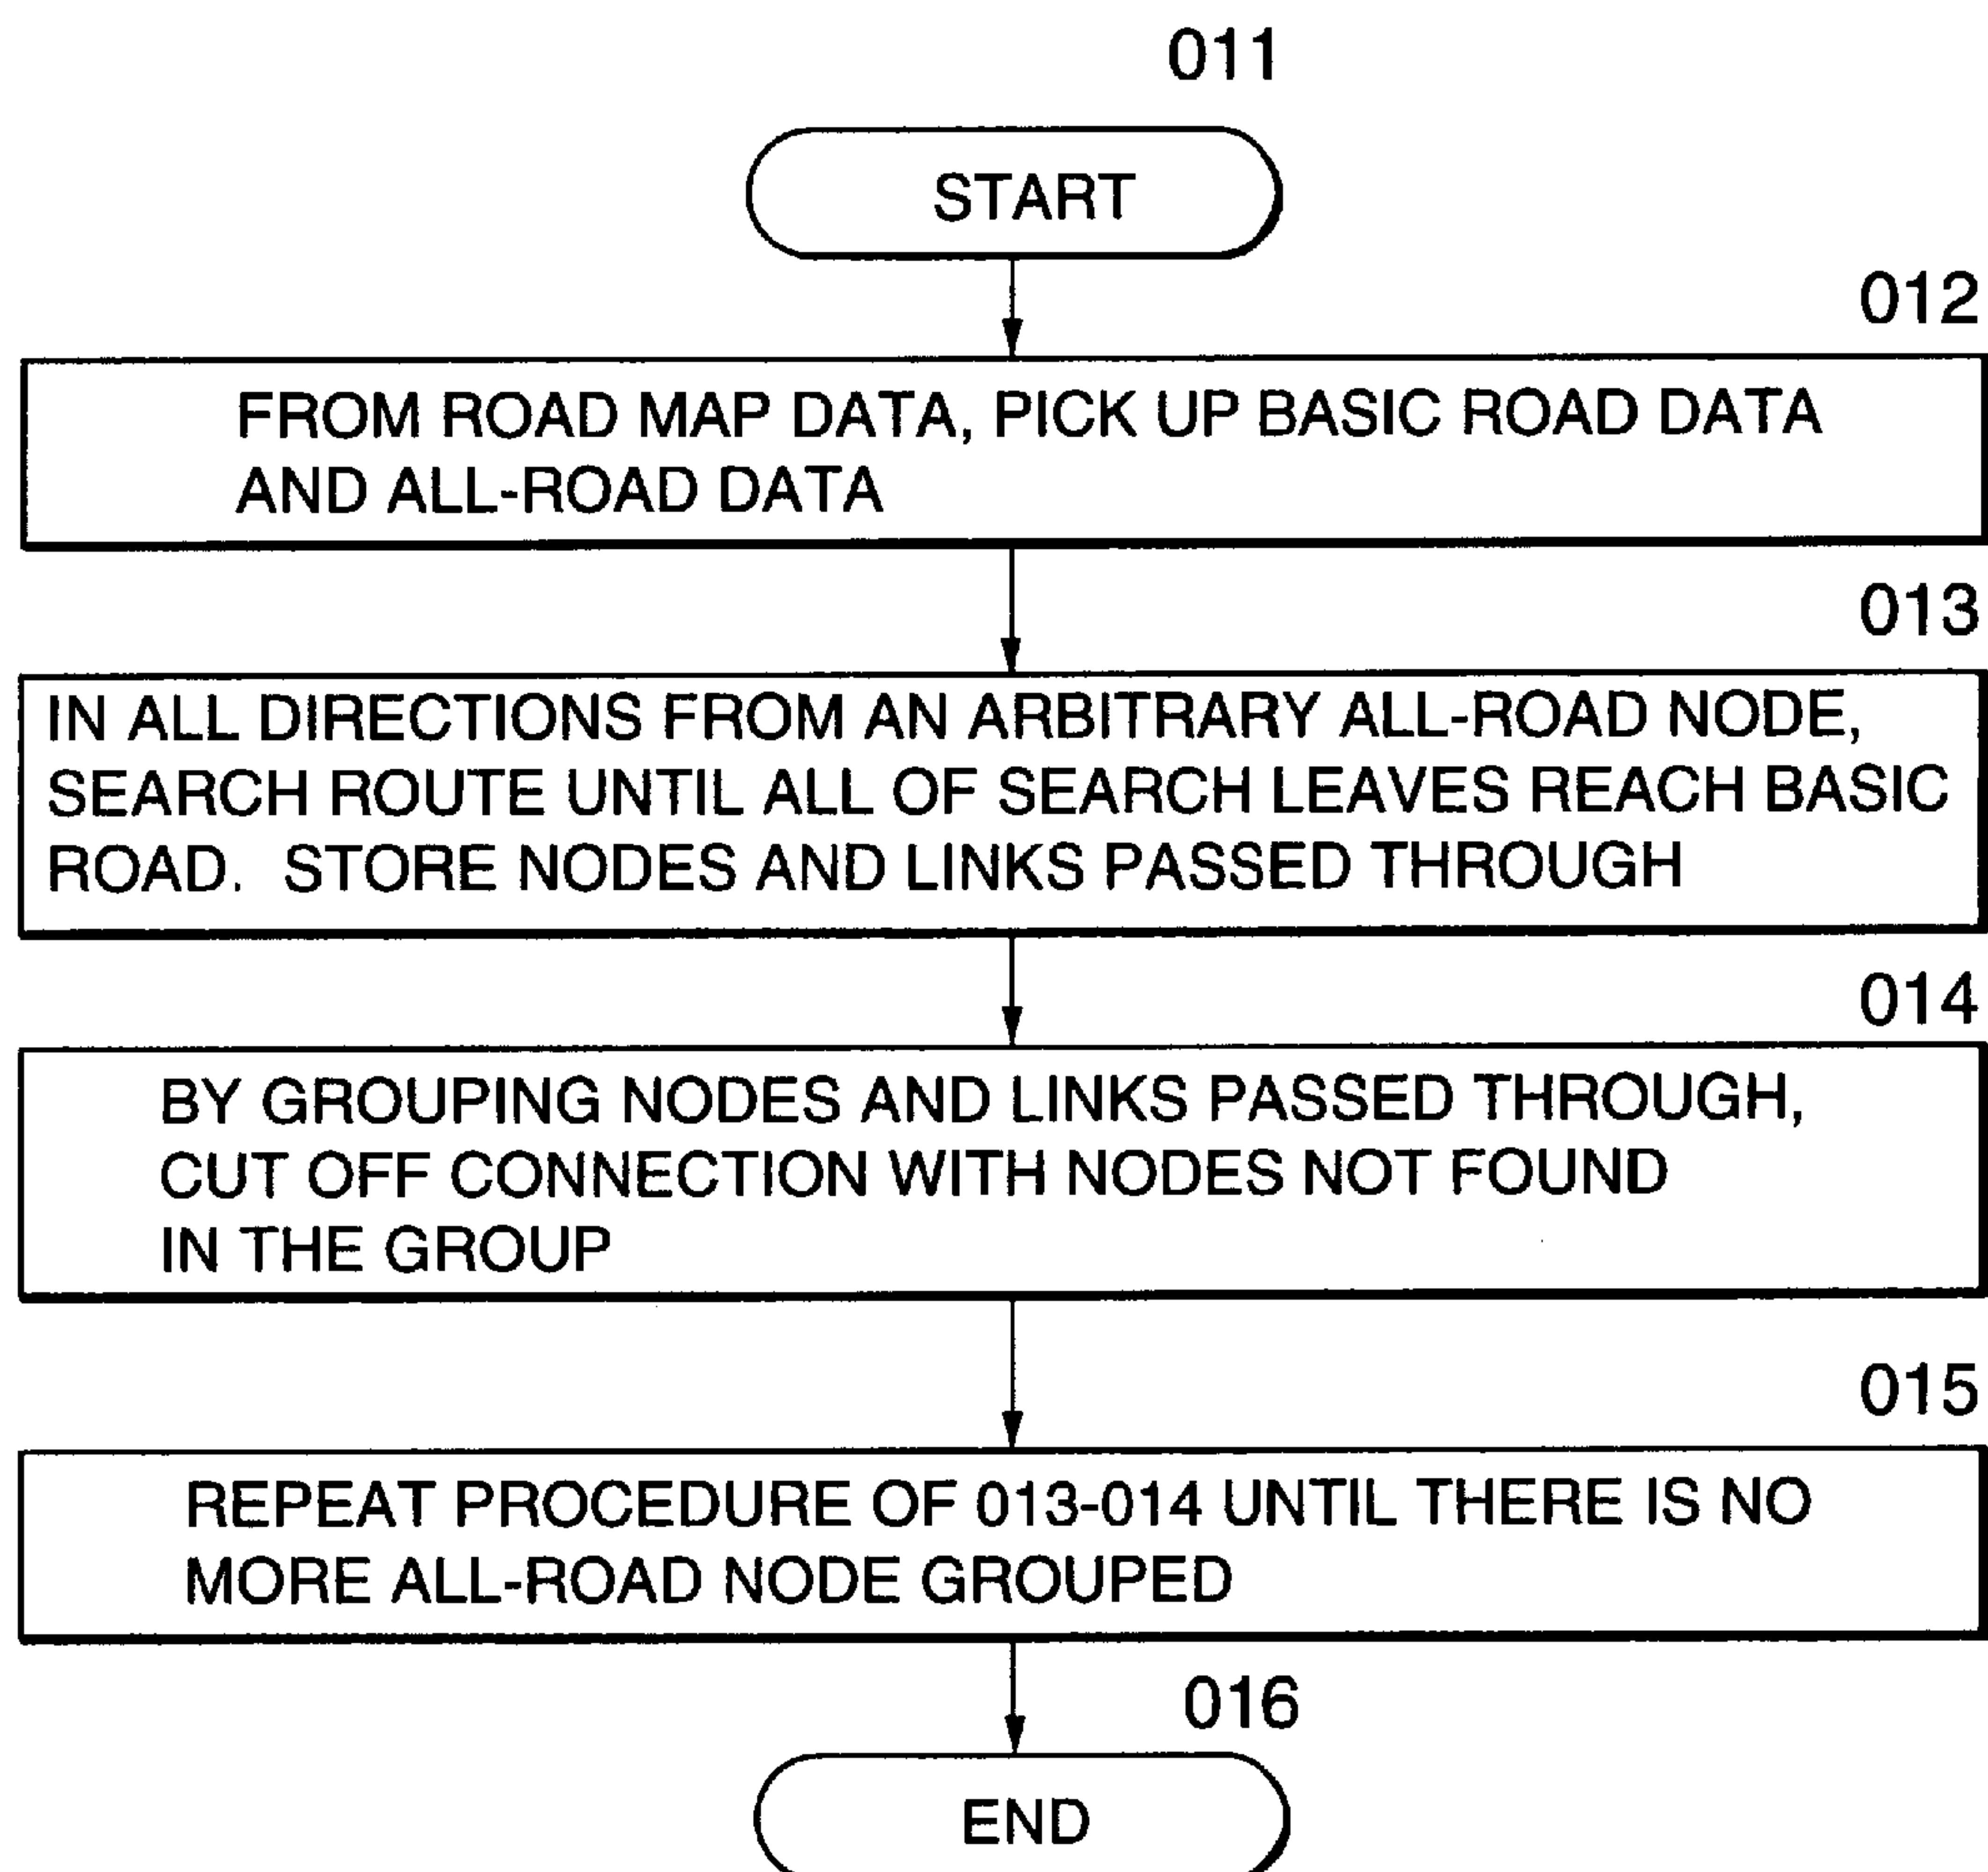 011
START
012
FROM ROAD MAP DATA, PICK UP BASIC ROAD DATA
AND ALL-ROAD DATA
013
IN ALL DIRECTIONS FROM AN ARBITRARY ALL-ROAD NODE,
SEARCH ROUTE UNTIL ALL OF SEARCH LEAVES REACH BASIC
ROAD. STORE NODES AND LINKS PASSED THROUGH
014
BY GROUPING NODES AND LINKS PASSED THROUGH,
CUT OFF CONNECTION WITH NODES NOT FOUND
IN THE GROUP
015
REPEAT PROCEDURE OF 013-014 UNTIL THERE IS NO
MORE ALL-ROAD NODE GROUPED
016
END